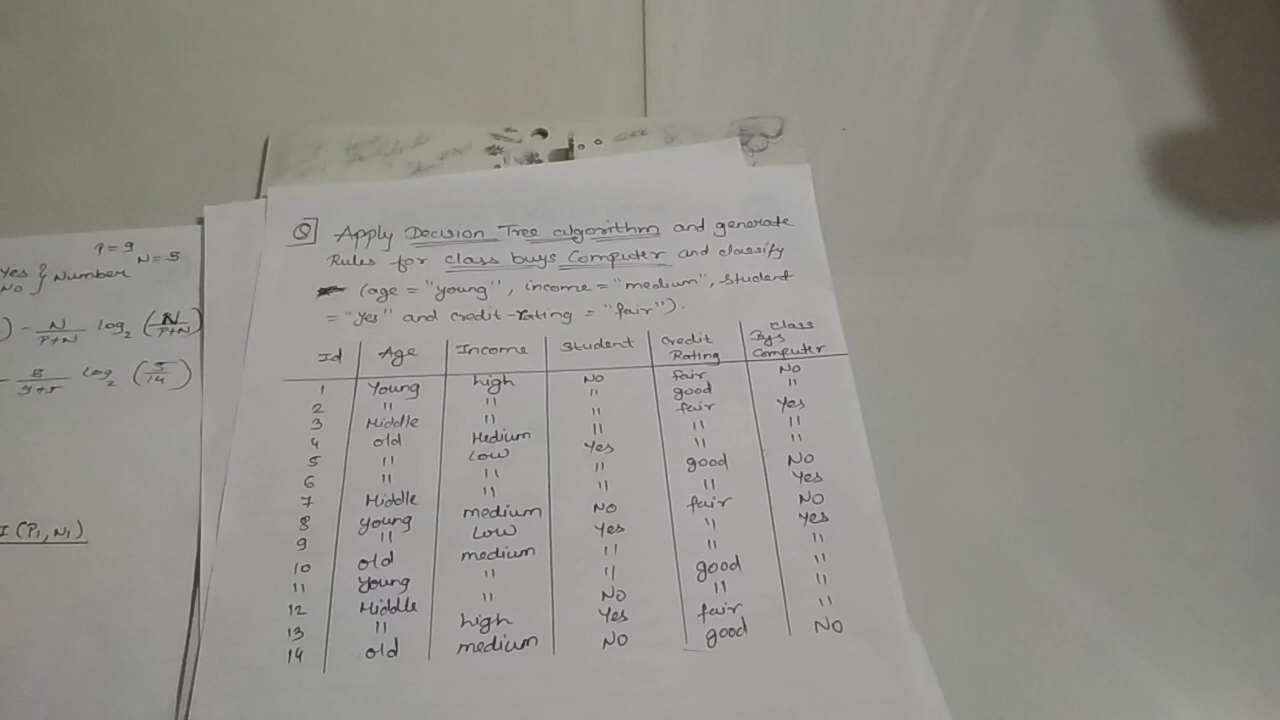 P=9
N=5
Yes } Number
No
) - N/P+N log2 (N/P+N)
- 5/9+5 log2 (5/14)
I (P1, N1)
Q] Apply Decision Tree algorithm and generate
Rules for class buys Computer and classify
(age = "young", income = "medium", student
= "yes" and credit-rating = "fair").
Id Age Income Student Credit Rating Class Buys Computer
1 Young high NO fair NO
2 " " " good "
3 Middle " " fair Yes
4 old Medium " " "
5 " Low Yes " "
6 " " " good NO
7 Middle " " " Yes
8 young medium NO fair NO
9 " Low Yes " Yes
10 old medium " " "
11 Young " " good "
12 Middle " NO " "
13 " high Yes fair "
14 old medium NO good NO